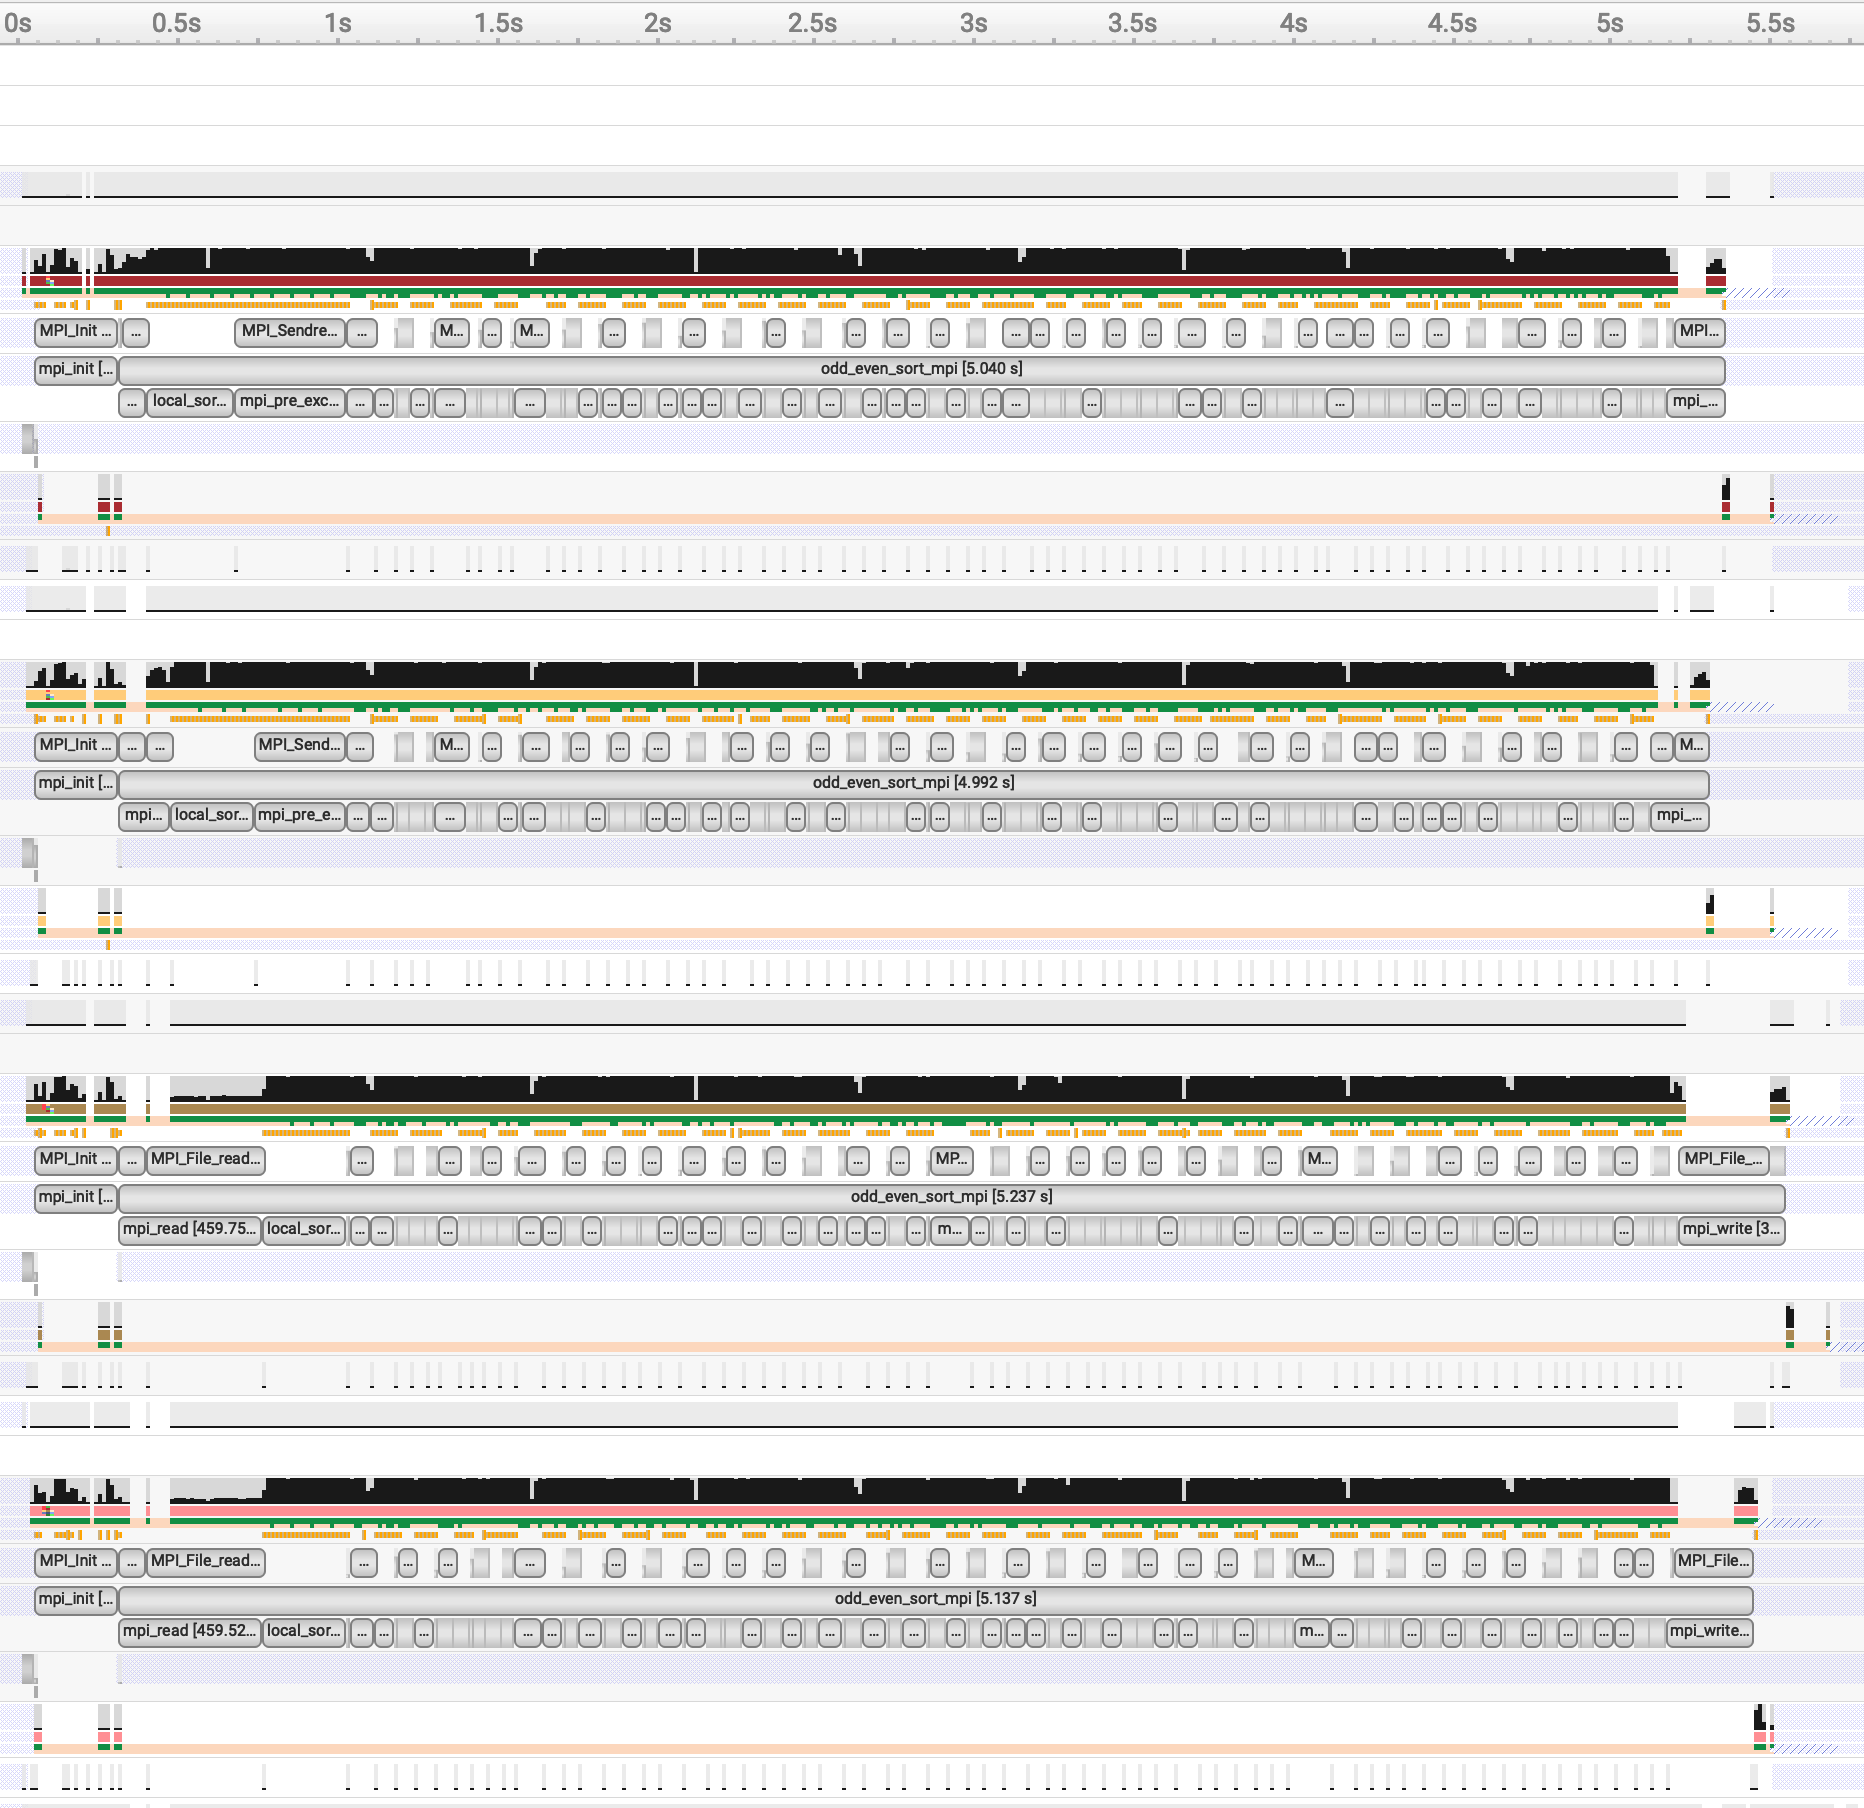 0s 0.5s 1s 1.5s 2s 2.5s 3s 3.5s 4s 4.5s 5s 5.5s
MPI_Init ... ... MPI_Sendre... ... M... ... M... ... ... ... ... ... ... ... ... ... ... ... ... ... ... ... ... ... ... ... ... ... MPI...
mpi_init [... odd_even_sort_mpi [5.040 s]
... local_sor... mpi_pre_exc... ... ... ... ... ... ... ... ... ... ... ... ... ... ... ... ... ... ... ... ... ... ... ... ... ... ... ... ... ... mpi_...
MPI_Init ... ... ... MPI_Send... ... M... ... ... ... ... ... ... ... ... ... ... ... ... ... ... ... ... ... ... ... ... ... ... ... ... ... M...
mpi_init [... odd_even_sort_mpi [4.992 s]
mpi... local_sor... mpi_pre_e... ... ... ... ... ... ... ... ... ... ... ... ... ... ... ... ... ... ... ... ... ... ... ... ... ... ... mpi_...
MPI_Init ... ... MPI_File_read... ... ... ... ... ... ... ... ... ... ... ... ... MP... ... ... ... ... ... ... M... ... ... ... ... ... MPI_File_...
mpi_init [... odd_even_sort_mpi [5.237 s]
mpi_read [459.75... local_sor... ... ... ... ... ... ... ... ... ... ... ... ... ... ... ... m... ... ... ... ... ... ... ... ... ... ... ... ... ... ... mpi_write [3...
MPI_Init ... ... MPI_File_read... ... ... ... ... ... ... ... ... ... ... ... ... ... ... ... M... ... ... ... ... ... MPI_File...
mpi_init [... odd_even_sort_mpi [5.137 s]
mpi_read [459.52... local_sor... ... ... ... ... ... ... ... ... ... ... ... ... ... ... ... ... ... ... ... ... ... ... ... m... ... ... ... ... ... ... ... ... mpi_write...